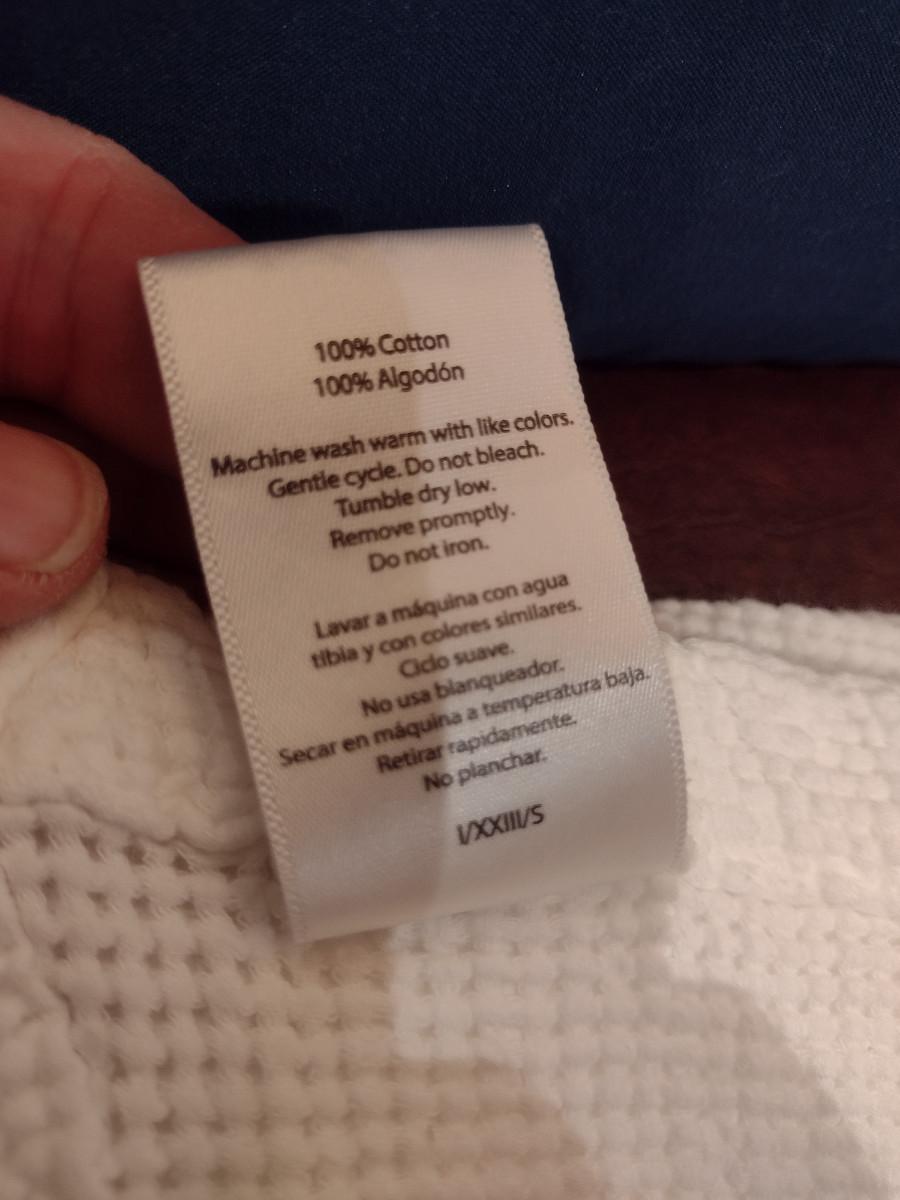 100% Cotton
100% Algodón
Machine wash warm with like colors.
Gentle cycle. Do not bleach.
Tumble dry low.
Remove promptly.
Do not iron.
Lavar a máquina con agua
tibia y con colores similares.
Ciclo suave.
No usa blanqueador.
Secar en máquina a temperatura baja.
Retirar rapidamente.
No planchar.
I/XXIII/S